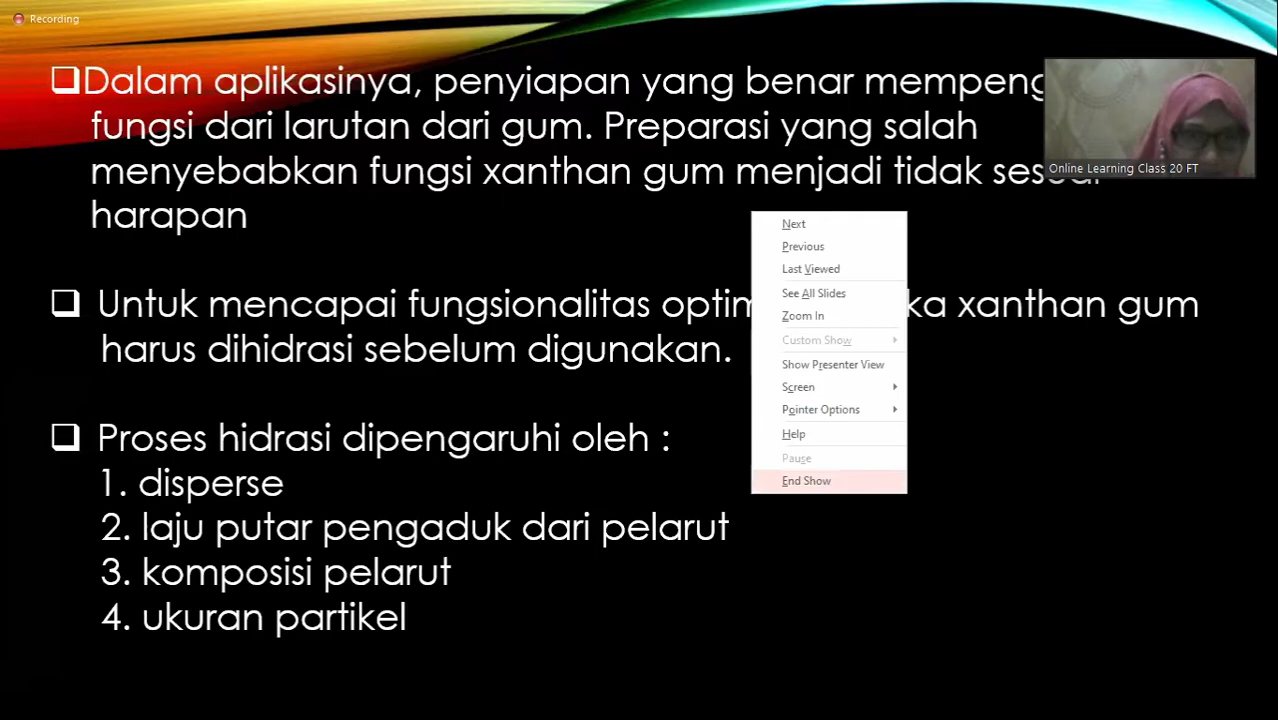 Recording
❑Dalam aplikasinya, penyiapan yang benar mempeng
fungsi dari larutan dari gum. Preparasi yang salah
menyebabkan fungsi xanthan gum menjadi tidak sesuai
harapan
Online Learning Class 20 FT
❑ Untuk mencapai fungsionalitas optim ka xanthan gum
harus dihidrasi sebelum digunakan.
❑ Proses hidrasi dipengaruhi oleh :
1. disperse
2. laju putar pengaduk dari pelarut
3. komposisi pelarut
4. ukuran partikel
Next
Previous
Last Viewed
See All Slides
Zoom In
Custom Show
Show Presenter View
Screen
Pointer Options
Help
Pause
End Show